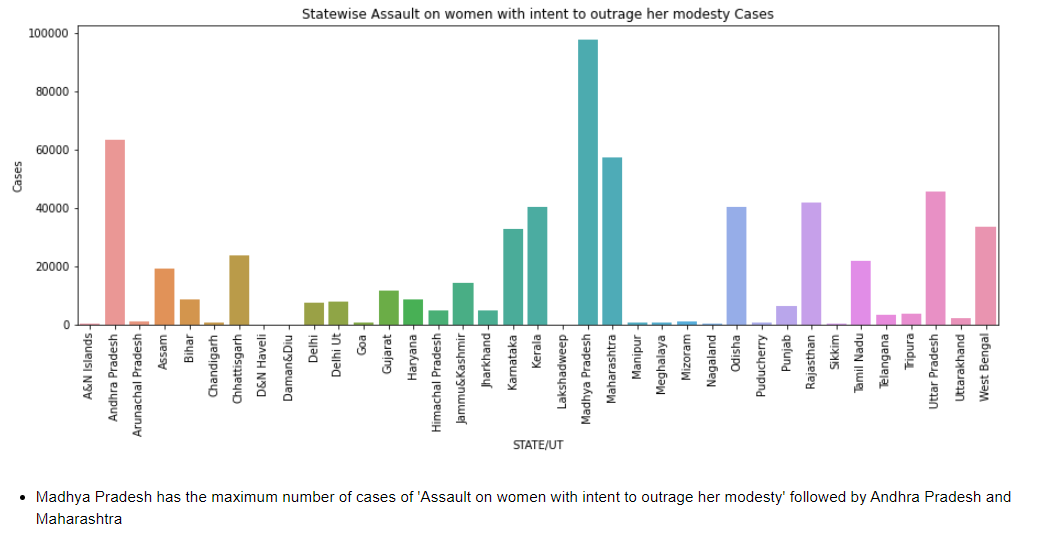 Statewise Assault on women with intent to outrage her modesty Cases
100000
80000
60000
40000
20000
0
Cases
A&N Islands
Andhra Pradesh
Arunachal Pradesh
Assam
Bihar
Chandigarh
Chhattisgarh
D&N Haveli
Daman&Diu
Delhi
Delhi Ut
Goa
Gujarat
Haryana
Himachal Pradesh
Jammu&Kashmir
Jharkhand
Karnataka
Kerala
Lakshadweep
Madhya Pradesh
Maharashtra
Manipur
Meghalaya
Mizoram
Nagaland
Odisha
Puducherry
Punjab
Rajasthan
Sikkim
Tamil Nadu
Telangana
Tripura
Uttar Pradesh
Uttarakhand
West Bengal
STATE/UT
• Madhya Pradesh has the maximum number of cases of 'Assault on women with intent to outrage her modesty' followed by Andhra Pradesh and
Maharashtra